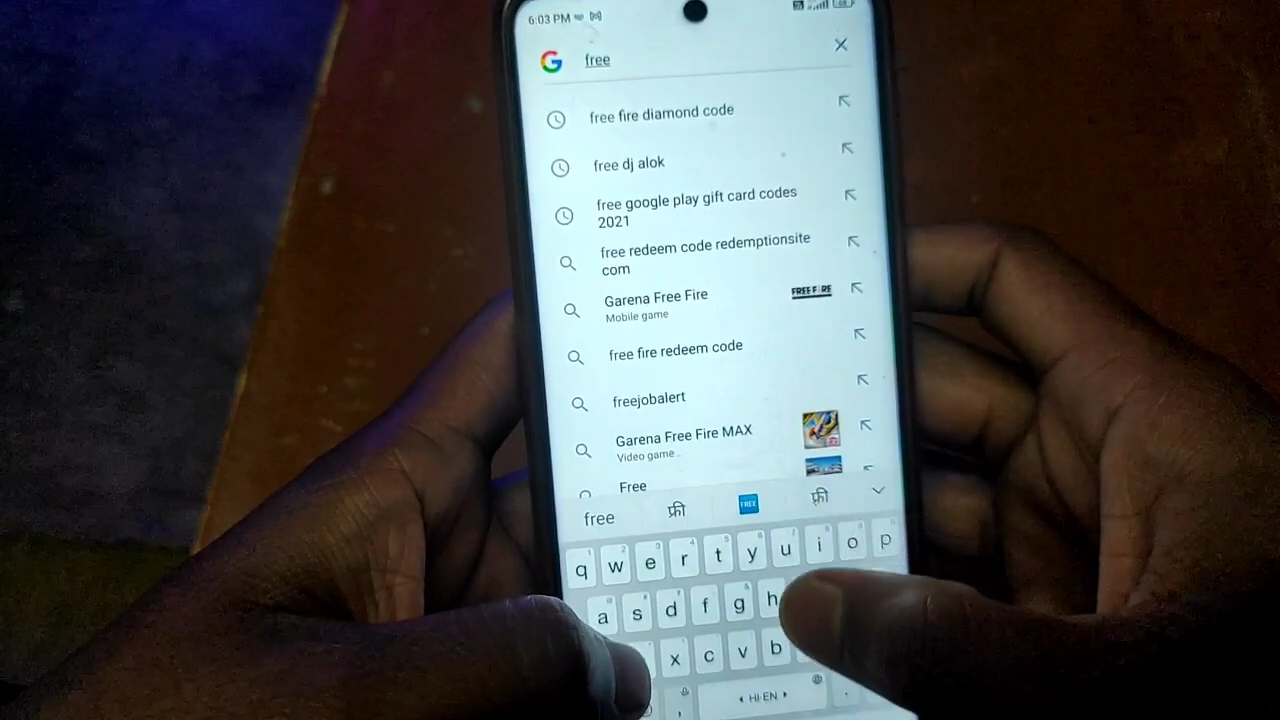 6:03 PM
free
free fire diamond code
free dj alok
free google play gift card codes
2021
free redeem code redemptionsite
com
Garena Free Fire
Mobile game
FREE FIRE
free fire redeem code
freejobalert
Garena Free Fire MAX
Video game
Free
free फ्री FREE फ़्री
q w e r t y u i o p
a s d f g h
x c v b
, HI·EN .